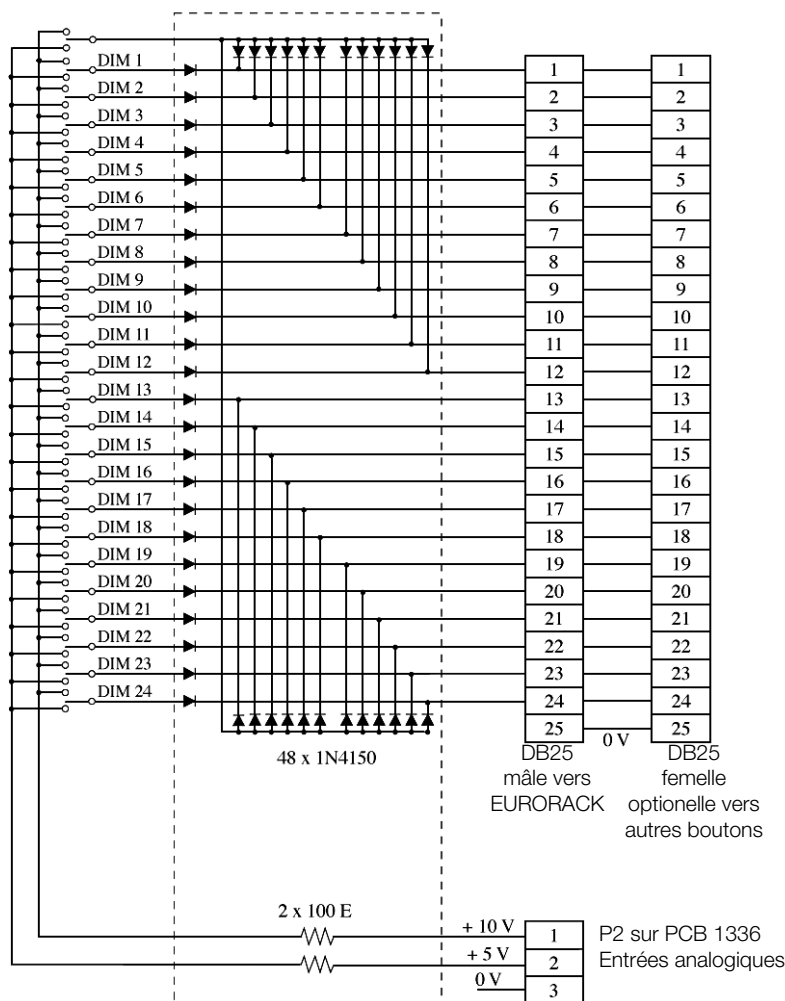 DIM 1 1 1
DIM 2 2 2
DIM 3 3 3
DIM 4 4 4
DIM 5 5 5
DIM 6 6 6
DIM 7 7 7
DIM 8 8 8
DIM 9 9 9
DIM 10 10 10
DIM 11 11 11
DIM 12 12 12
DIM 13 13 13
DIM 14 14 14
DIM 15 15 15
DIM 16 16 16
DIM 17 17 17
DIM 18 18 18
DIM 19 19 19
DIM 20 20 20
DIM 21 21 21
DIM 22 22 22
DIM 23 23 23
DIM 24 24 24
25 0 V 25
48 x 1N4150
DB25
mâle vers
EURORACK
DB25
femelle
optionelle vers
autres boutons
2 x 100 E
+ 10 V 1 P2 sur PCB 1336
+ 5 V 2 Entrées analogiques
0 V 3